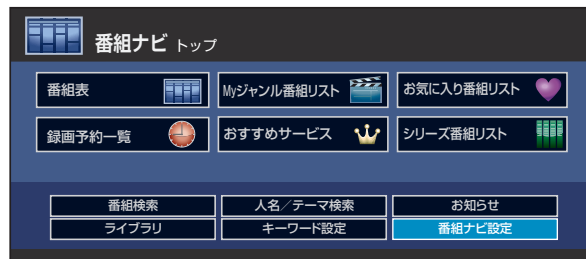 番組ナビ トップ
番組表 Myジャンル番組リスト お気に入り番組リスト
録画予約一覧 おすすめサービス シリーズ番組リスト
番組検索 人名／テーマ検索 お知らせ
ライブラリ キーワード設定 番組ナビ設定